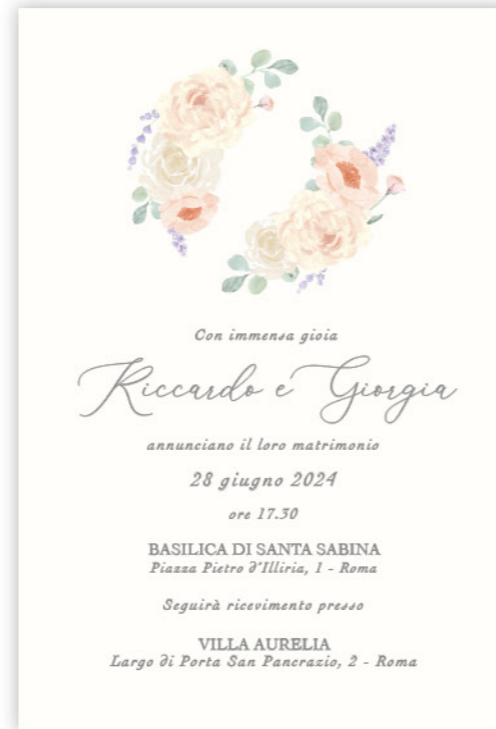 Con immensa gioia
Riccardo e Giorgia
annunciano il loro matrimonio
28 giugno 2024
ore 17.30
BASILICA DI SANTA SABINA
Piazza Pietro d'Illiria, 1 - Roma
Seguirà ricevimento presso
VILLA AURELIA
Largo di Porta San Pancrazio, 2 - Roma